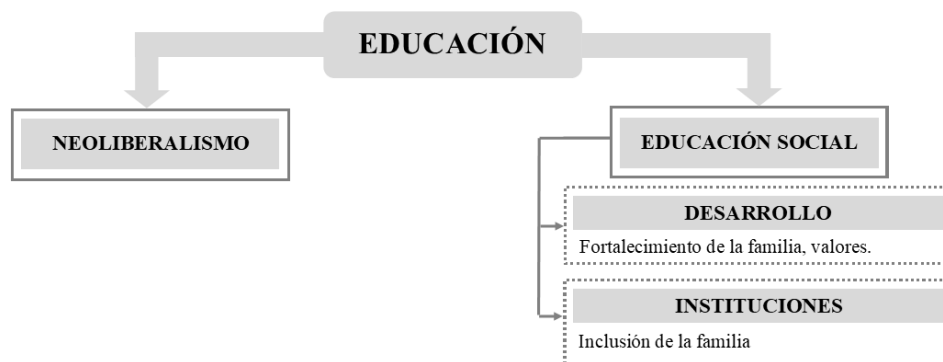 EDUCACIÓN
NEOLIBERALISMO
EDUCACIÓN SOCIAL
DESARROLLO
Fortalecimiento de la familia, valores.
INSTITUCIONES
Inclusión de la familia